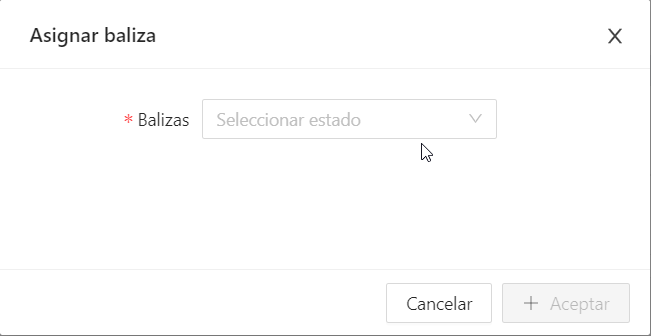 Asignar baliza
* Balizas
Seleccionar estado
Cancelar
+ Aceptar